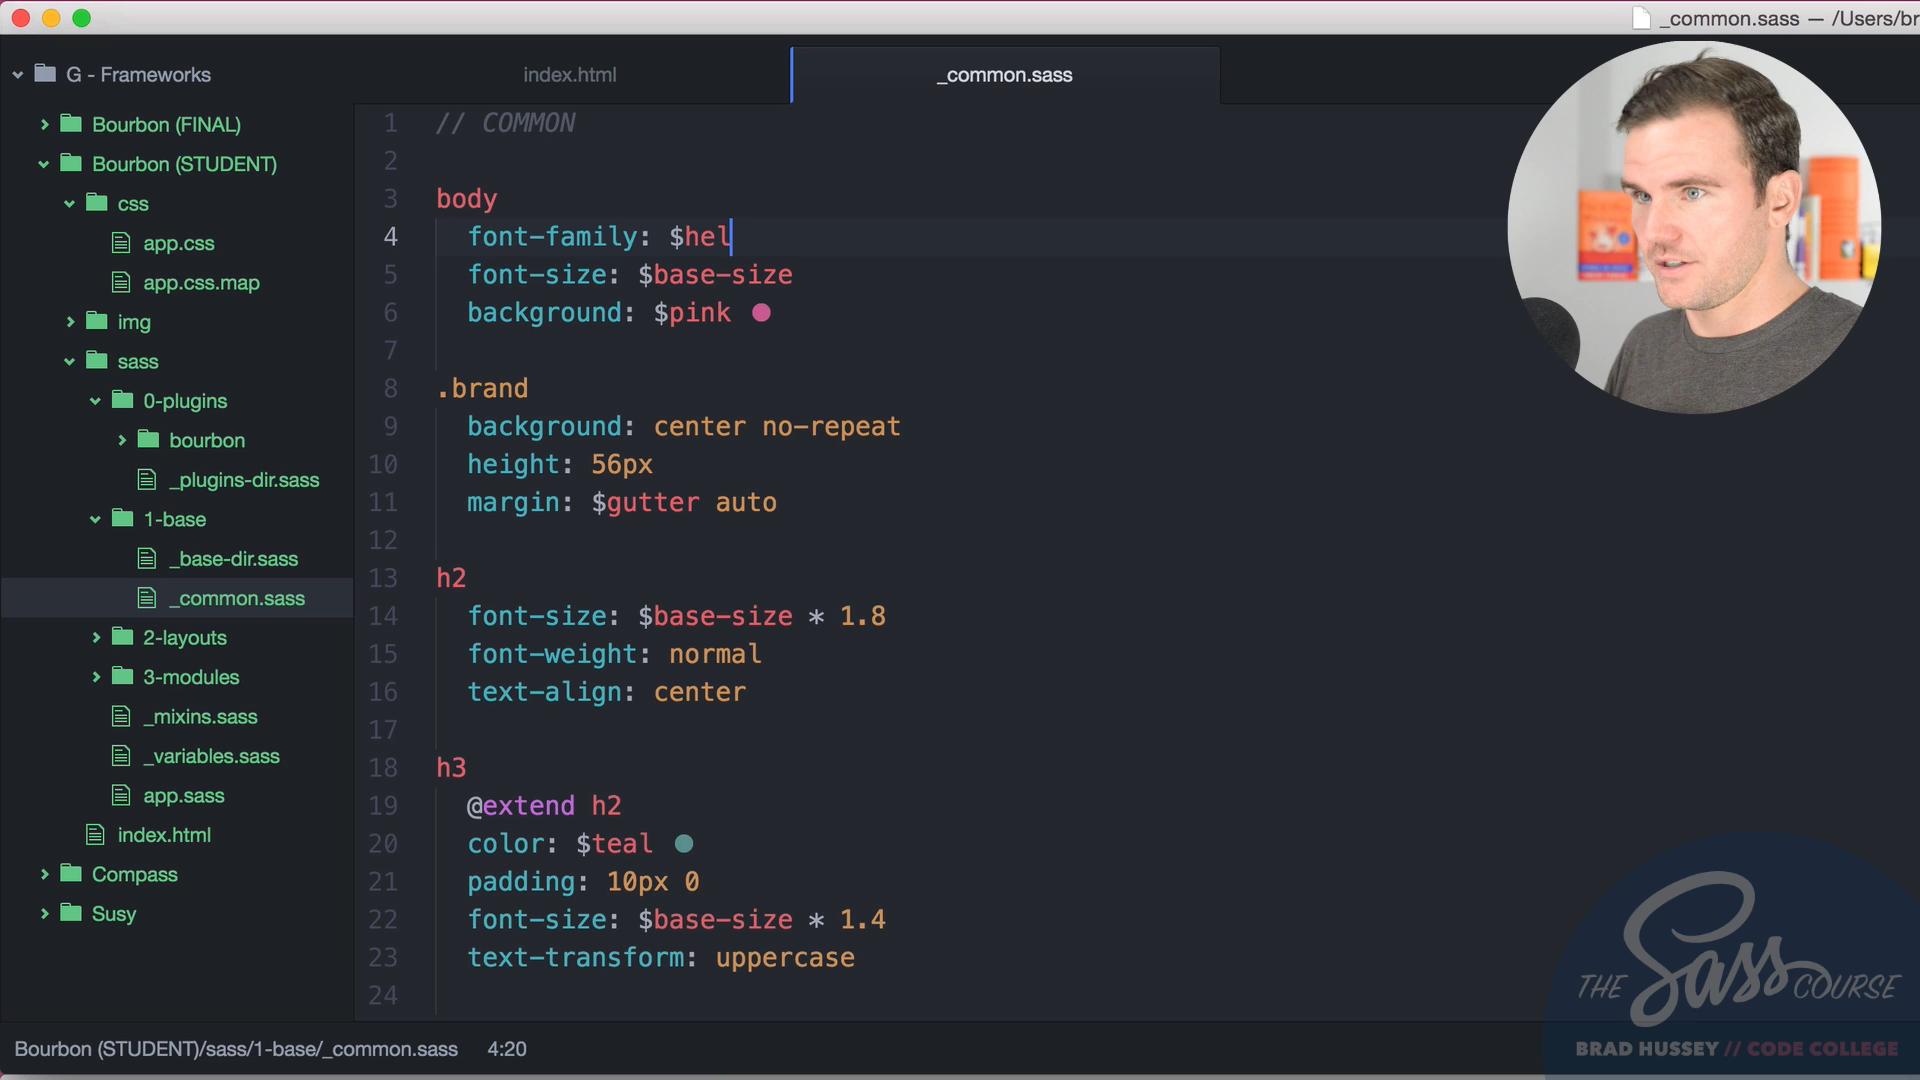 _common.sass — /Users/br
G - Frameworks
Bourbon (FINAL)
Bourbon (STUDENT)
css
app.css
app.css.map
img
sass
0-plugins
bourbon
_plugins-dir.sass
1-base
_base-dir.sass
_common.sass
2-layouts
3-modules
_mixins.sass
_variables.sass
app.sass
index.html
Compass
Susy
index.html
_common.sass
1 // COMMON
2
3 body
4 font-family: $hel
5 font-size: $base-size
6 background: $pink
7
8 .brand
9 background: center no-repeat
10 height: 56px
11 margin: $gutter auto
12
13 h2
14 font-size: $base-size * 1.8
15 font-weight: normal
16 text-align: center
17
18 h3
19 @extend h2
20 color: $teal
21 padding: 10px 0
22 font-size: $base-size * 1.4
23 text-transform: uppercase
24
Bourbon (STUDENT)/sass/1-base/_common.sass 4:20
THE Sass COURSE
BRAD HUSSEY // CODE COLLEGE